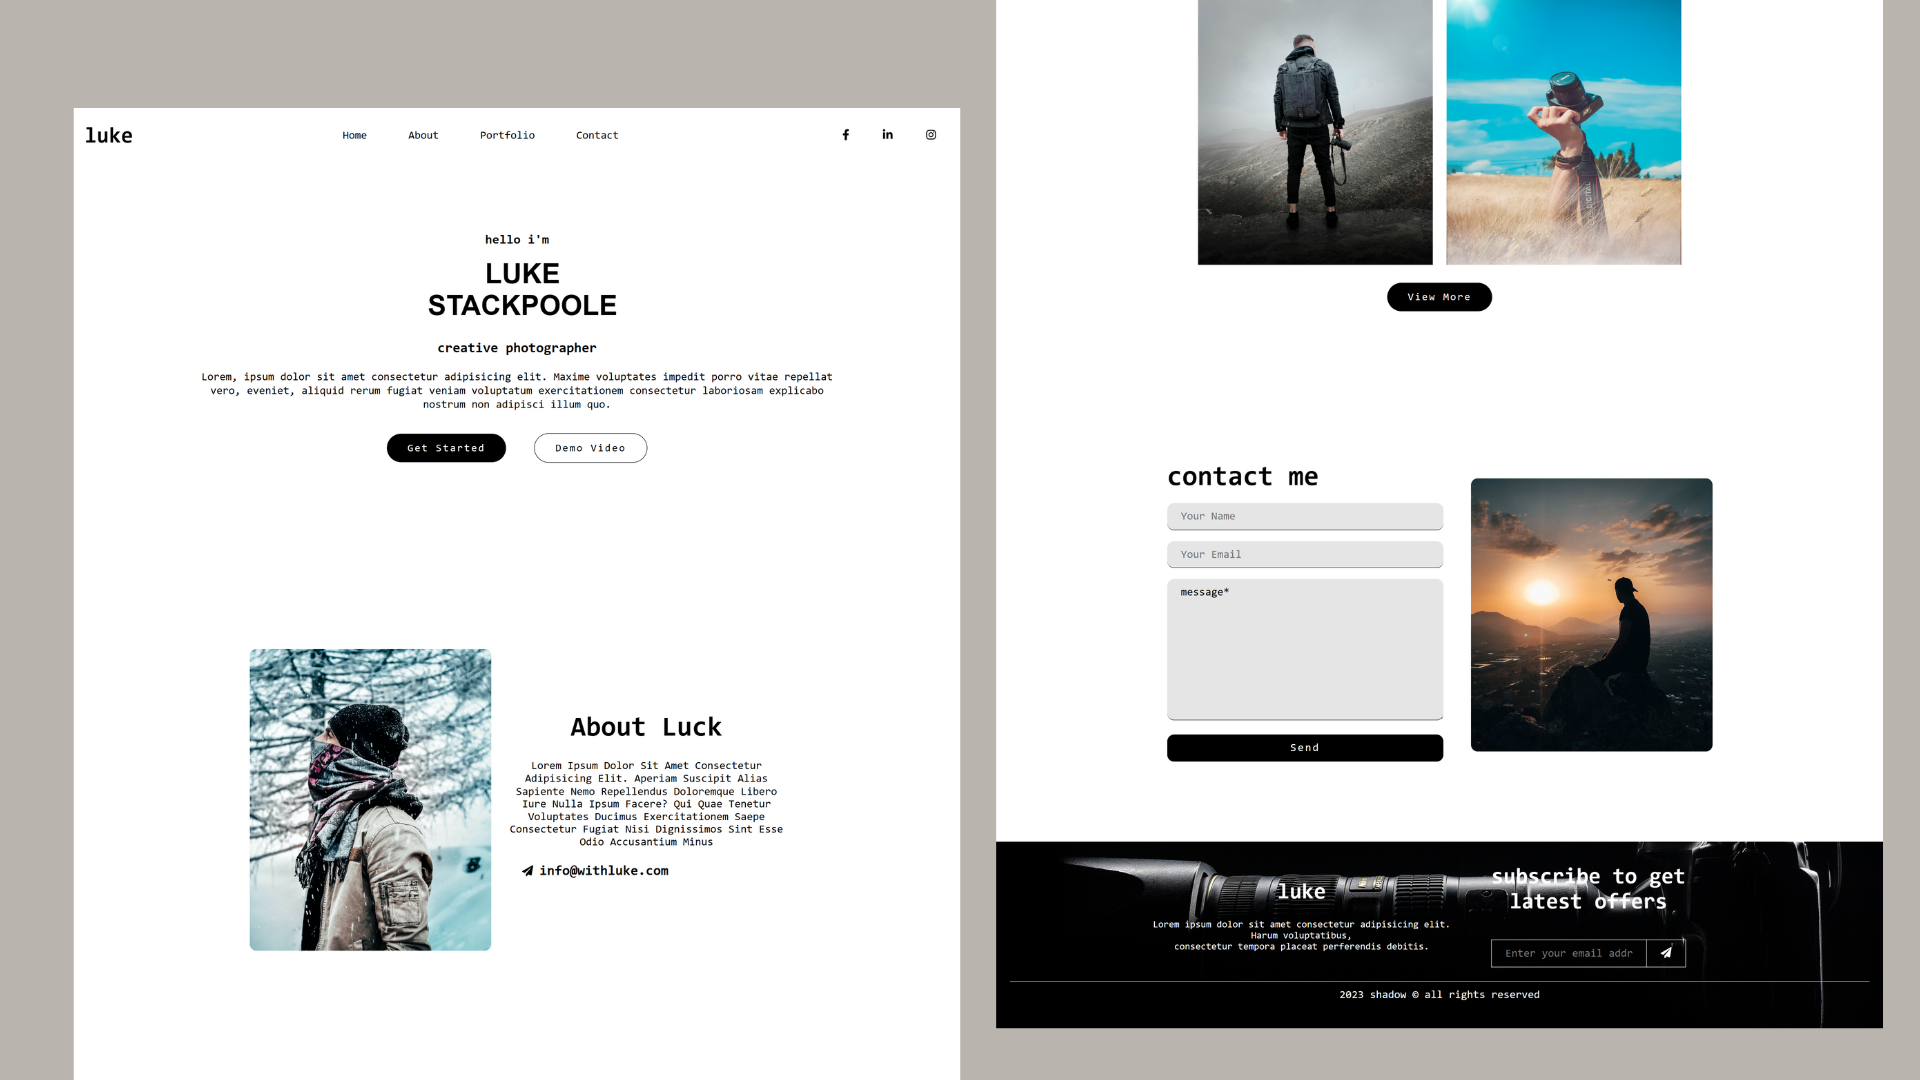 luke
Home About Portfolio Contact
hello i'm
LUKE
STACKPOOLE
creative photographer
Lorem, ipsum dolor sit amet consectetur adipisicing elit. Maxime voluptates impedit porro vitae repellat
vero, eveniet, aliquid rerum fugiat veniam voluptatum exercitationem consectetur laboriosam explicabo
nostrum non adipisci illum quo.
Get Started Demo Video
About Luck
Lorem Ipsum Dolor Sit Amet Consectetur
Adipisicing Elit. Aperiam Suscipit Alias
Sapiente Nemo Repellendus Doloremque Libero
Iure Nulla Ipsum Facere? Qui Quae Tenetur
Voluptates Ducimus Exercitationem Saepe
Consectetur Fugiat Nisi Dignissimos Sint Esse
Odio Accusantium Minus
info@withluke.com
DIGITAL
View More
contact me
Your Name
Your Email
message*
Send
luke
Lorem ipsum dolor sit amet consectetur adipisicing elit.
Harum voluptatibus,
consectetur tempora placeat perferendis debitis.
subscribe to get
latest offers
Enter your email addr
2023 shadow © all rights reserved